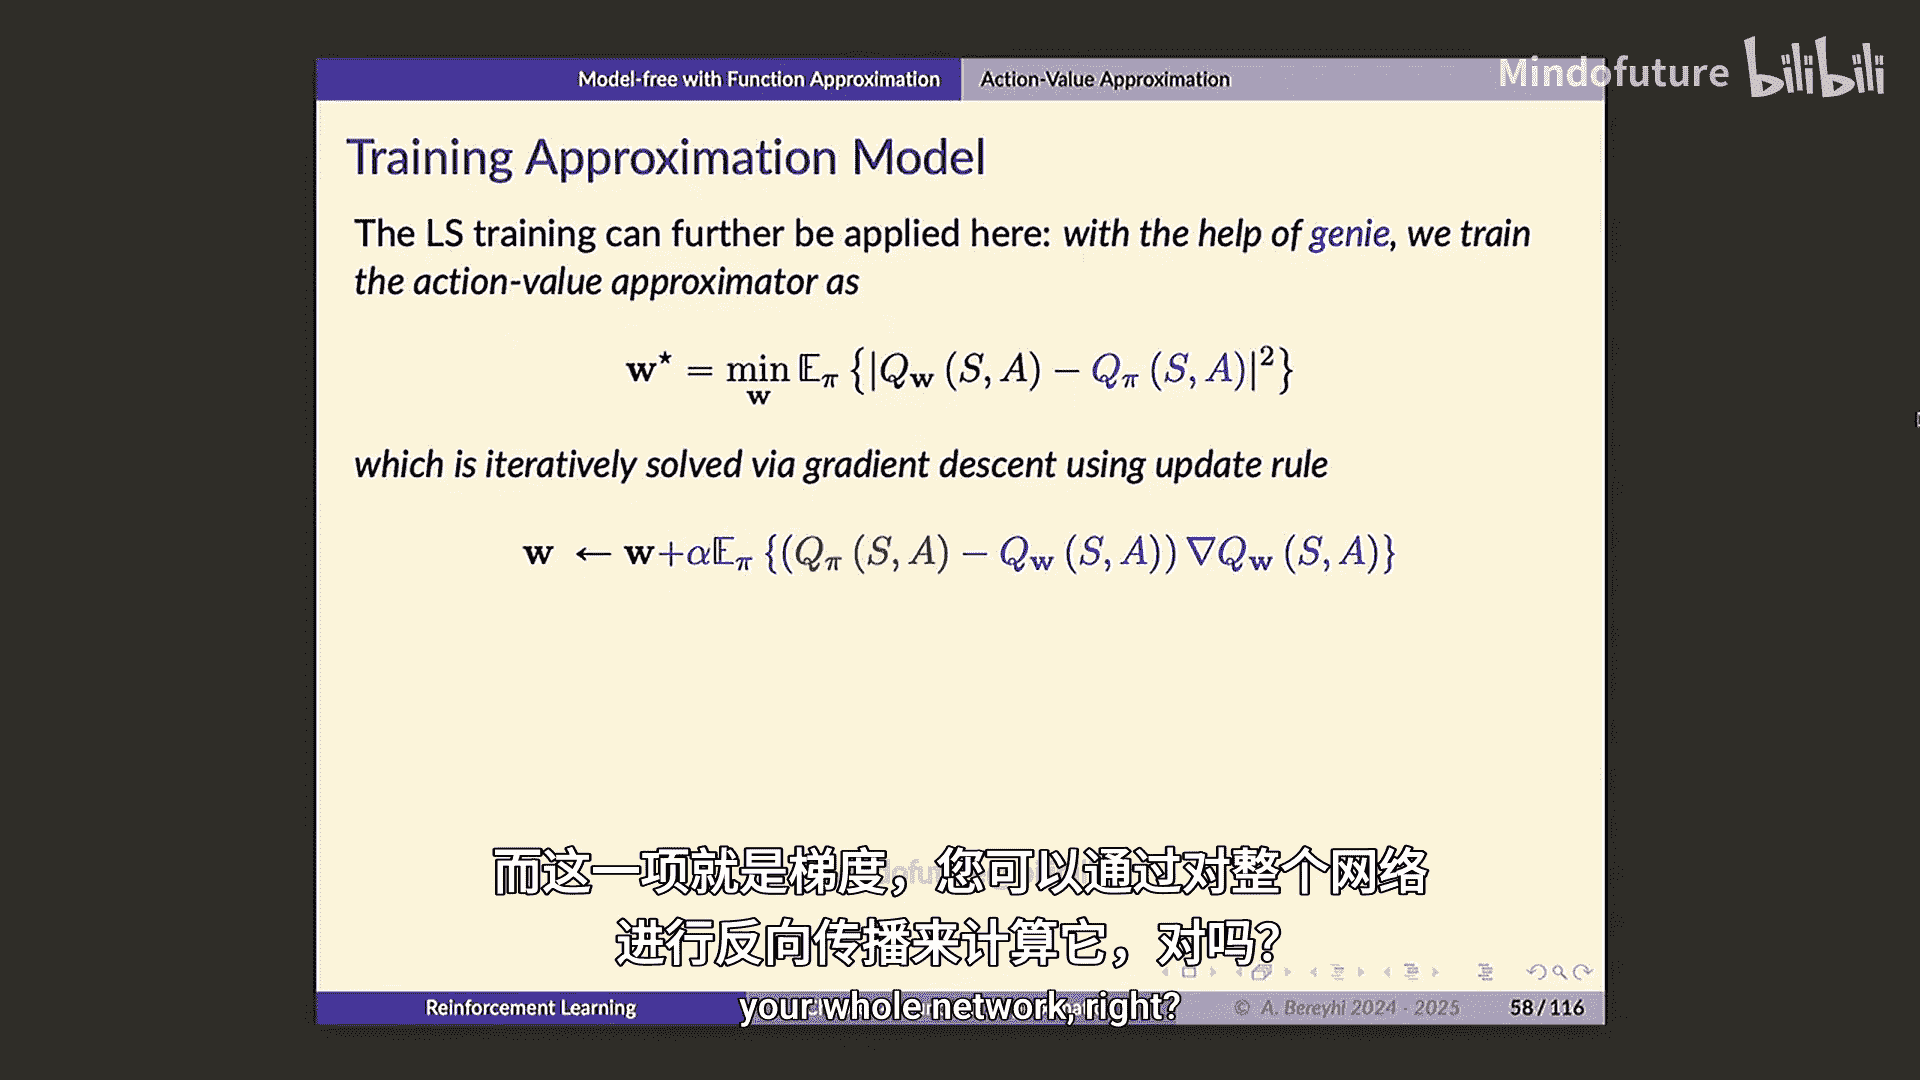 Model-free with Function Approximation
Action-Value Approximation
Mindofuture bilibili
Training Approximation Model
The LS training can further be applied here: with the help of genie, we train
the action-value approximator as
w⋆ = min_w 𝔼_π {|Q_w (S, A) − Q_π (S, A)|²}
which is iteratively solved via gradient descent using update rule
w ← w+α𝔼_π {(Q_π (S, A) − Q_w (S, A)) ∇Q_w (S, A)}
而这一项就是梯度，您可以通过对整个网络
进行反向传播来计算它，对吗？
your whole network, right?
Reinforcement Learning
© A. Bereyhi 2024 - 2025
58 / 116